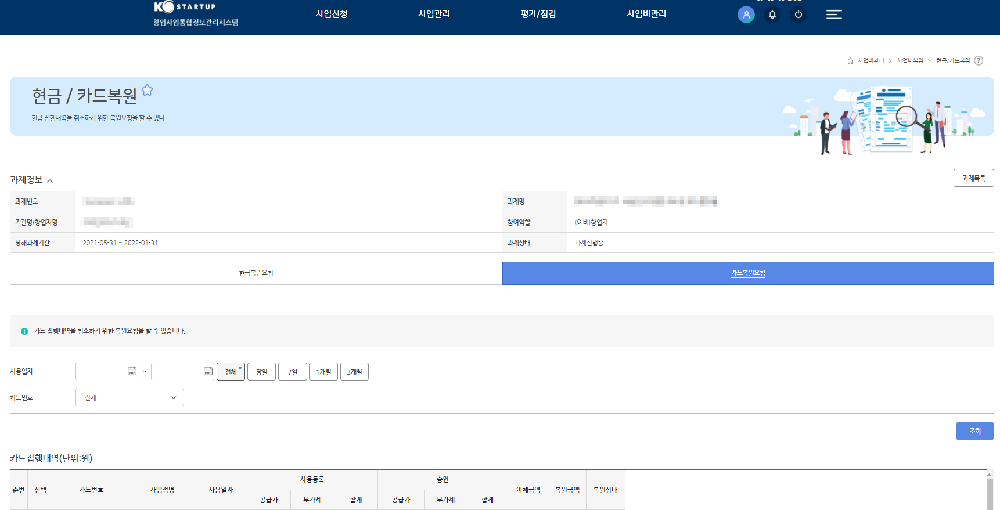 K STARTUP
창업사업통합정보관리시스템
사업신청 사업관리 평가/점검 사업비관리
사업비관리 > 사업비복원 > 현금/카드복원 ?
현금 / 카드복원
현금 집행내역을 취소하기 위한 복원요청을 할 수 있다.
과제정보
과제목록
과제번호 과제명
기관명/창업자명 참여역할 (예비)창업자
당해과제기간 2021-05-31 ~ 2022-01-31 과제상태 과제진행중
현금복원요청 카드복원요청
카드 집행내역을 취소하기 위한 복원요청을 할 수 있습니다.
사용일자 ~ 전체 당일 7일 1개월 3개월
카드번호 -전체-
조회
카드집행내역(단위:원)
순번 선택 카드번호 가맹점명 사용일자 사용등록 승인 이체금액 복원금액 복원상태
공급가 부가세 합계 공급가 부가세 합계